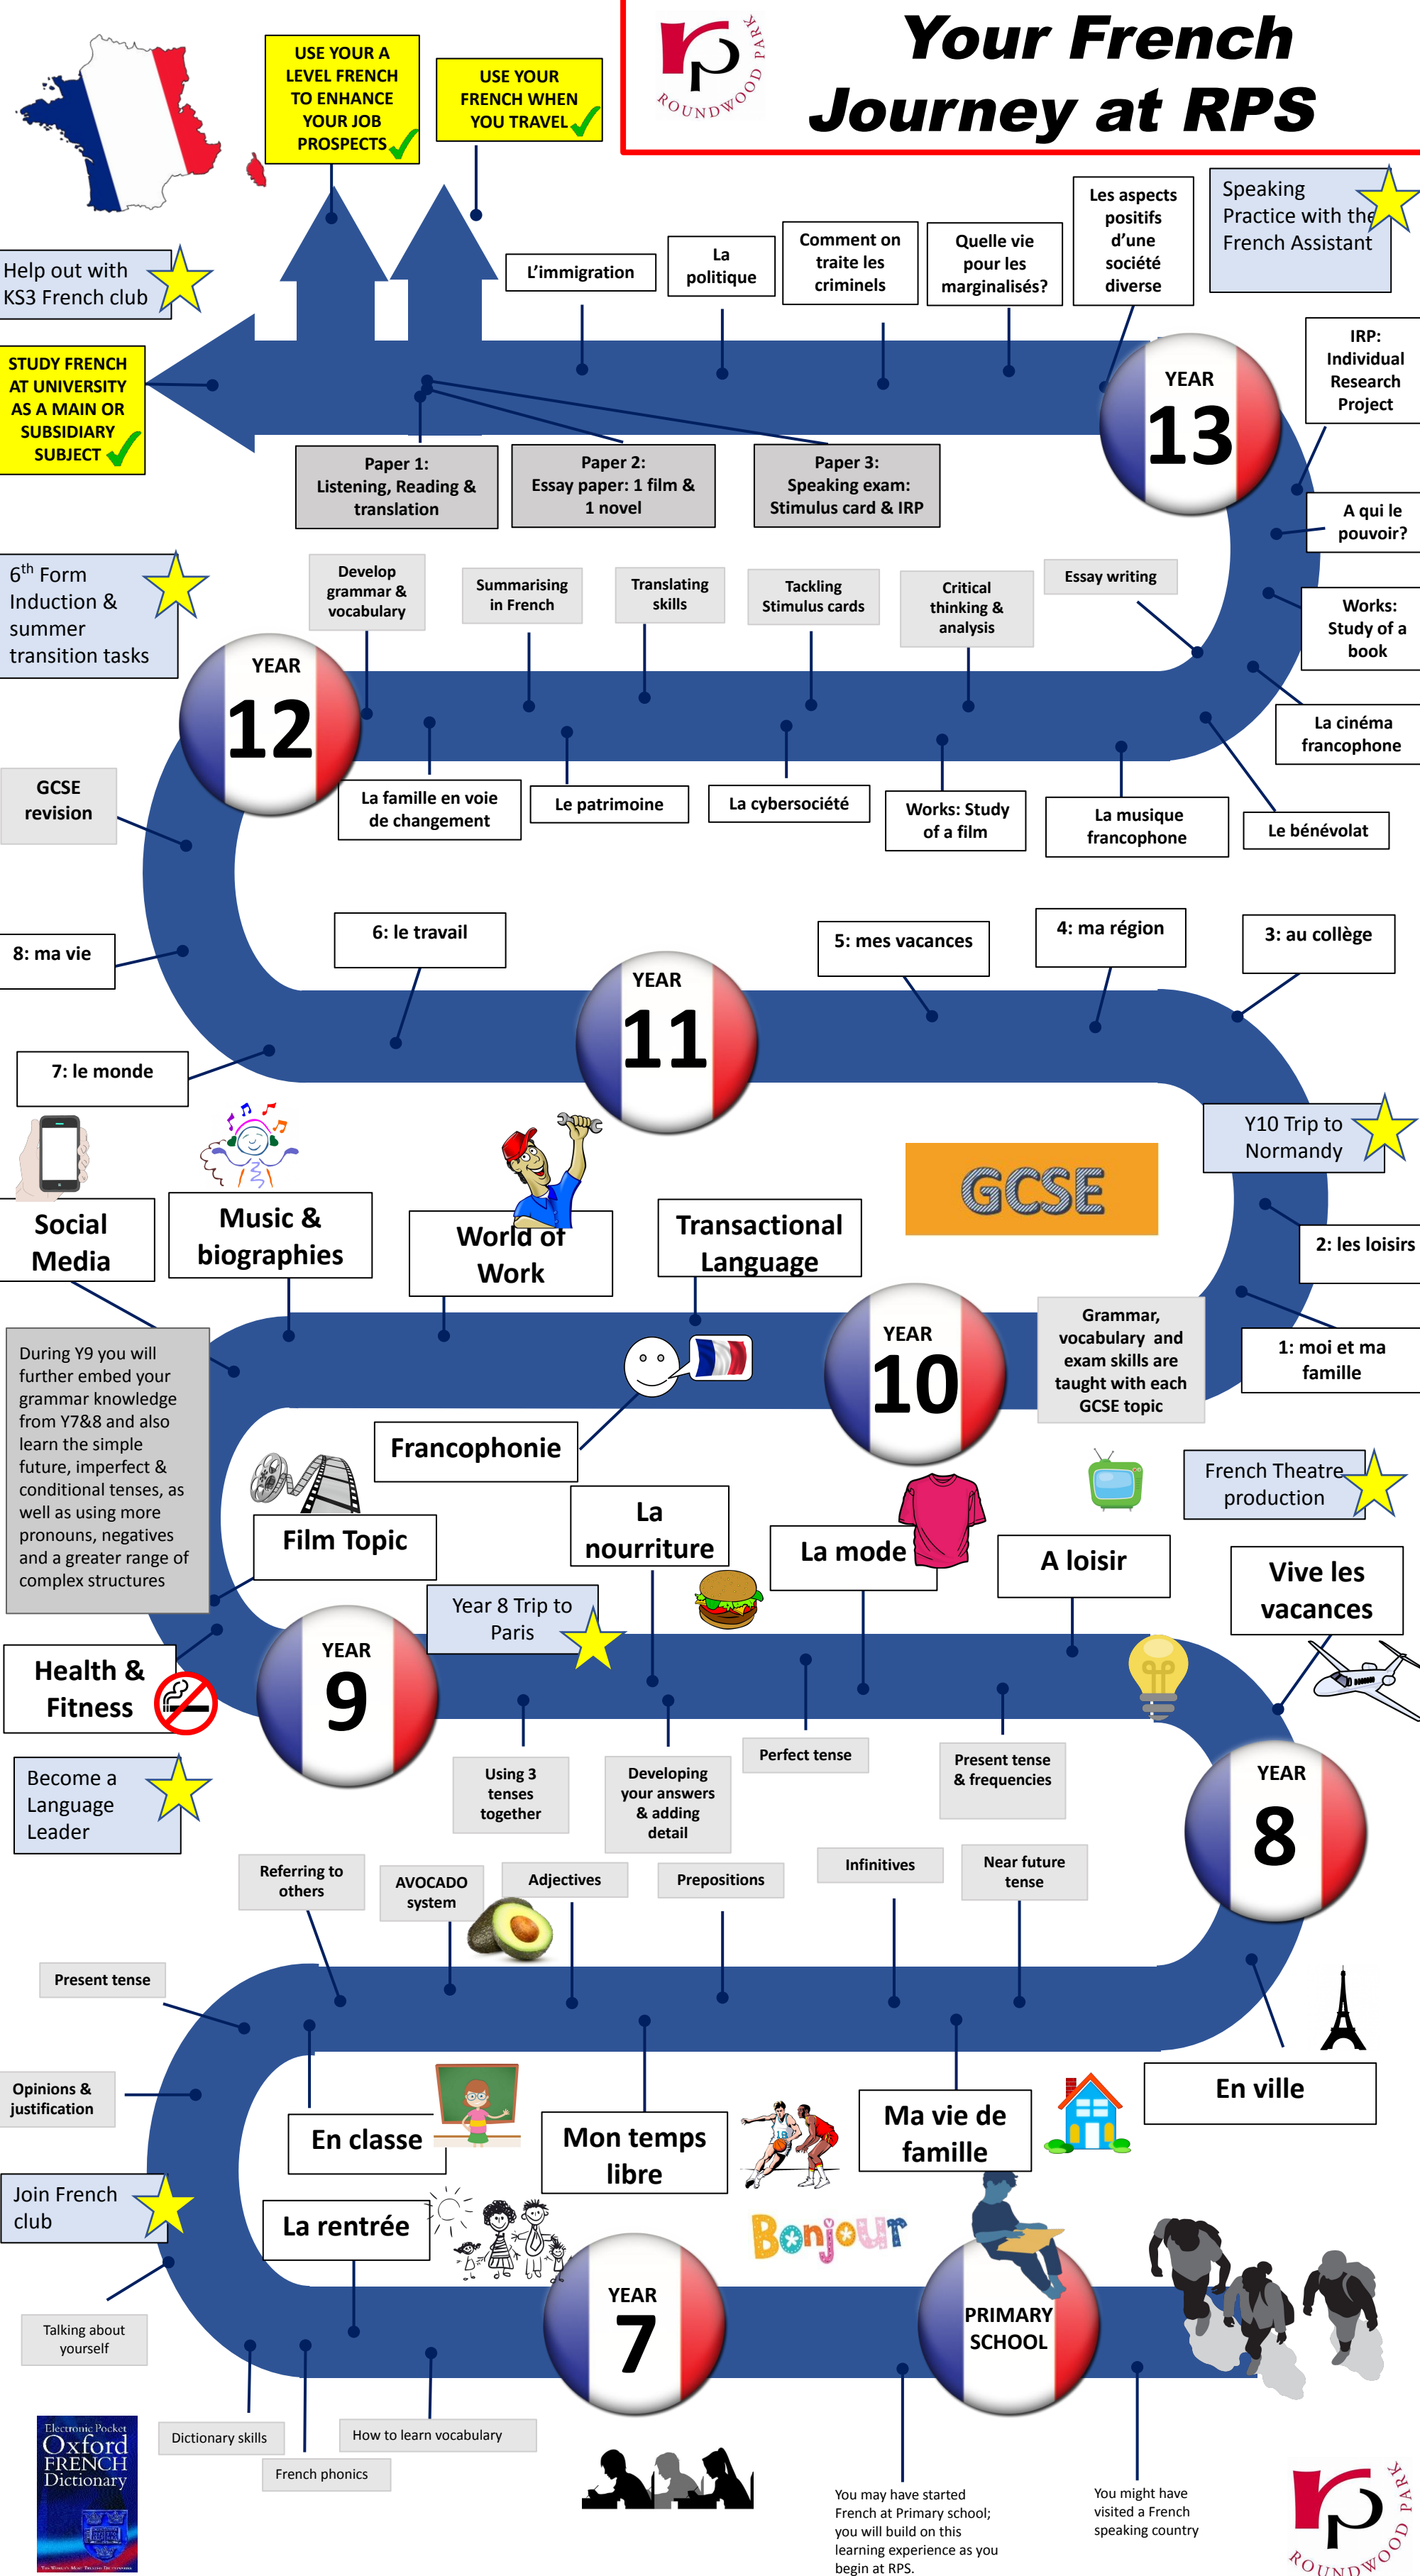 Your French
Journey at RPS
ROUNDWOOD PARK
USE YOUR A
LEVEL FRENCH
TO ENHANCE
YOUR JOB
PROSPECTS
USE YOUR
FRENCH WHEN
YOU TRAVEL
Speaking
Practice with the
French Assistant
Les aspects
positifs
d'une
société
diverse
Quelle vie
pour les
marginalisés?
Comment on
traite les
criminels
La
politique
L'immigration
Help out with
KS3 French club
STUDY FRENCH
AT UNIVERSITY
AS A MAIN OR
SUBSIDIARY
SUBJECT
YEAR
13
IRP:
Individual
Research
Project
Paper 1:
Listening, Reading &
translation
Paper 2:
Essay paper: 1 film &
1 novel
Paper 3:
Speaking exam:
Stimulus card & IRP
A qui le
pouvoir?
6th Form
Induction &
summer
transition tasks
Develop
grammar &
vocabulary
Summarising
in French
Translating
skills
Tackling
Stimulus cards
Critical
thinking &
analysis
Essay writing
Works:
Study of a
book
YEAR
12
La cinéma
francophone
GCSE
revision
La famille en voie
de changement
Le patrimoine
La cybersociété
Works: Study
of a film
La musique
francophone
Le bénévolat
8: ma vie
6: le travail
5: mes vacances
4: ma région
3: au collège
YEAR
11
7: le monde
Y10 Trip to
Normandy
GCSE
Social
Media
Music &
biographies
World of
Work
Transactional
Language
2: les loisirs
1: moi et ma
famille
YEAR
10
Grammar,
vocabulary and
exam skills are
taught with each
GCSE topic
During Y9 you will
further embed your
grammar knowledge
from Y7&8 and also
learn the simple
future, imperfect &
conditional tenses, as
well as using more
pronouns, negatives
and a greater range of
complex structures
Francophonie
French Theatre
production
Film Topic
La
nourriture
La mode
A loisir
Vive les
vacances
Year 8 Trip to
Paris
Health &
Fitness
YEAR
9
Become a
Language
Leader
Using 3
tenses
together
Developing
your answers
& adding
detail
Perfect tense
Present tense
& frequencies
YEAR
8
Referring to
others
AVOCADO
system
Adjectives
Prepositions
Infinitives
Near future
tense
Present tense
Opinions &
justification
En classe
Mon temps
libre
18
Ma vie de
famille
En ville
Join French
club
La rentrée
Bonjour
YEAR
7
PRIMARY
SCHOOL
Talking about
yourself
Dictionary skills
French phonics
How to learn vocabulary
Electronic Pocket
Oxford
FRENCH
Dictionary
You may have started
French at Primary school;
you will build on this
learning experience as you
begin at RPS.
You might have
visited a French
speaking country
ROUNDWOOD PARK